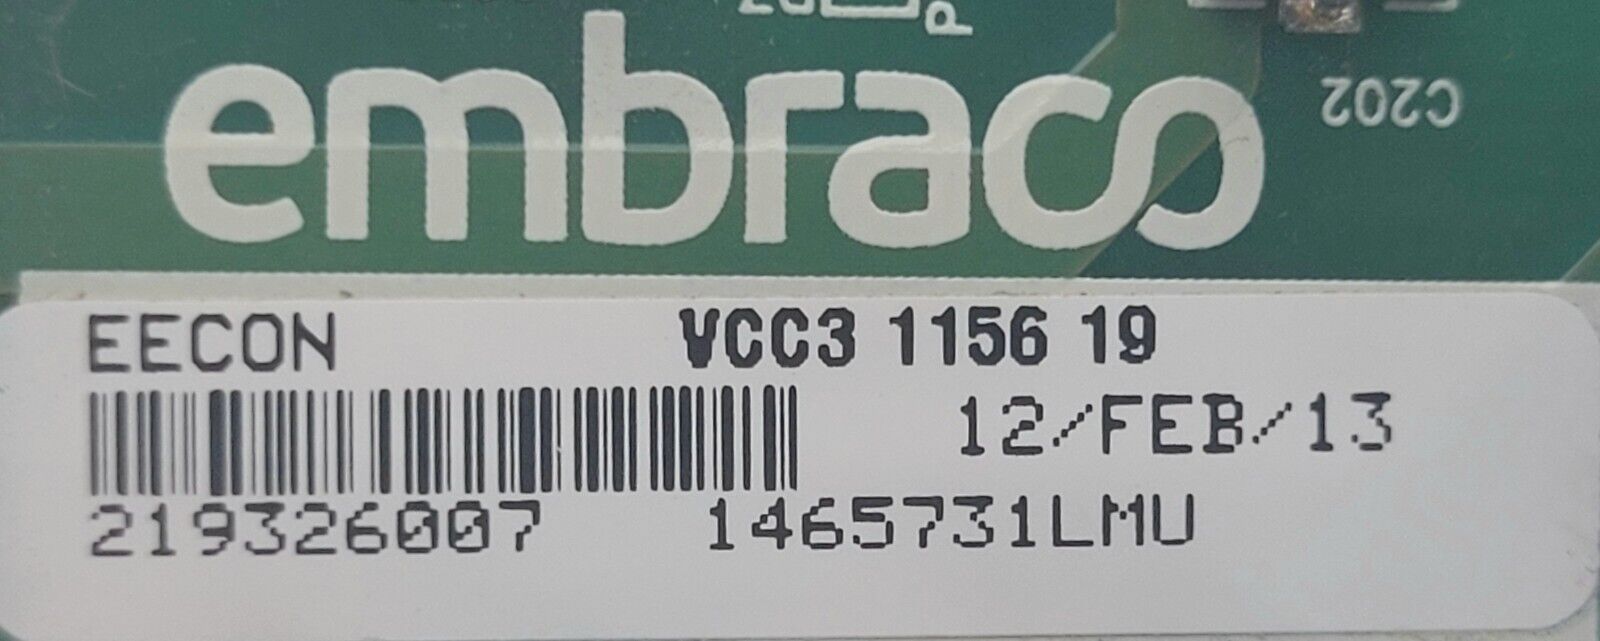 embraco
C202
EECON VCC3 1156 19
12/FEB/13
219326007 1465731LMU